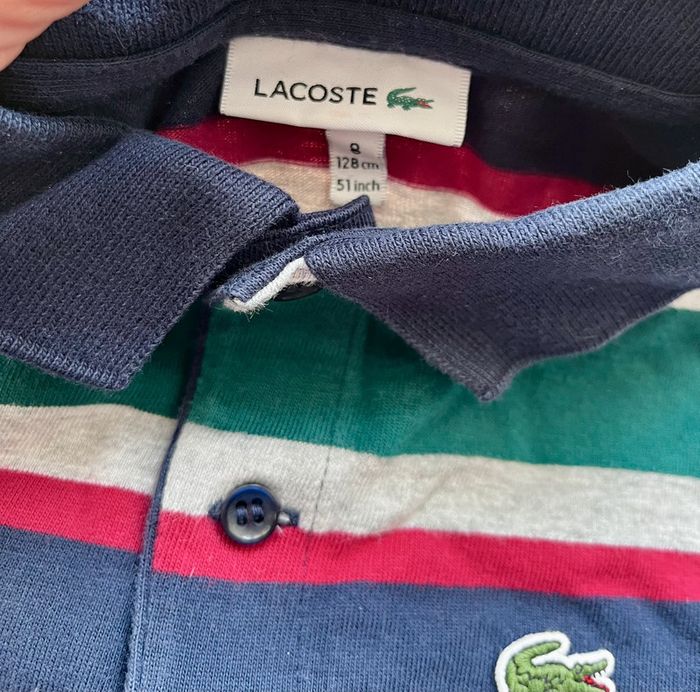 LACOSTE
8
128 cm
51 inch